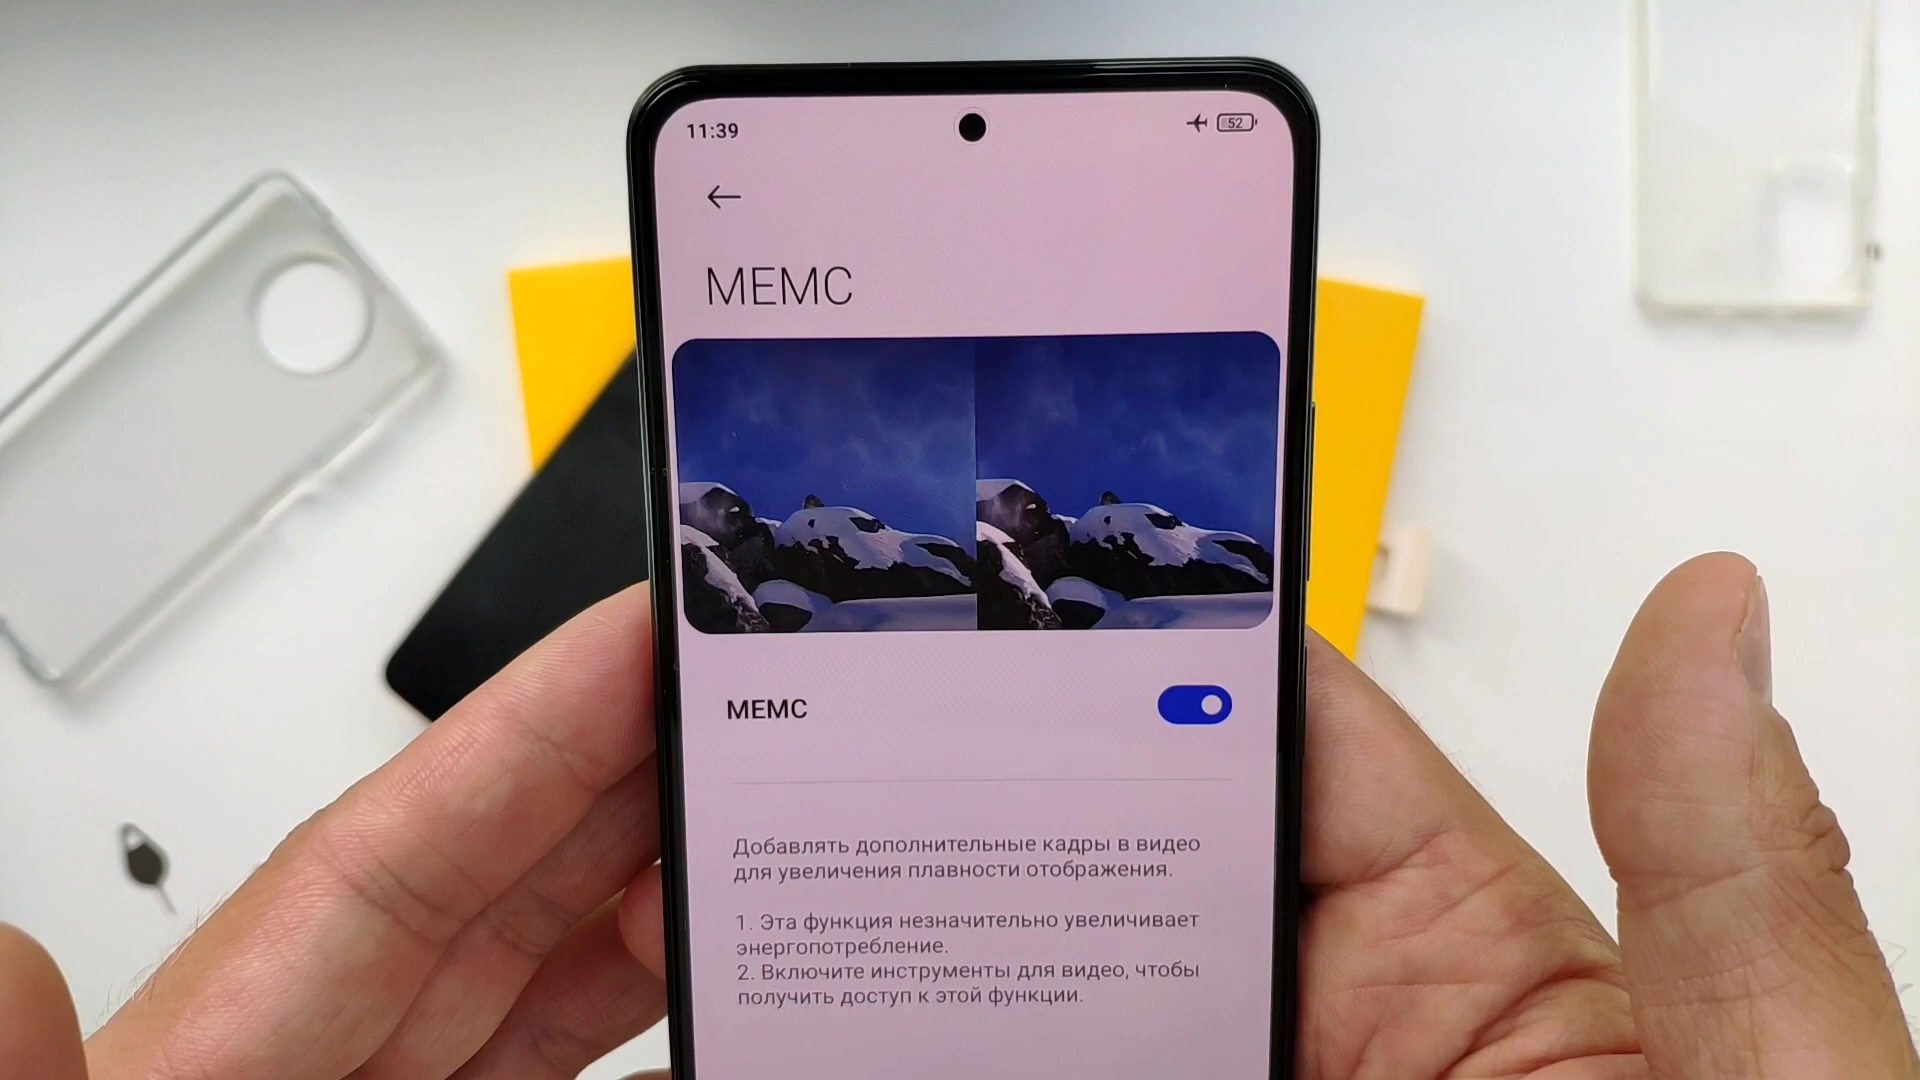 11:39
52
MEMC
MEMC
Добавлять дополнительные кадры в видео
для увеличения плавности отображения.
1. Эта функция незначительно увеличивает
энергопотребление.
2. Включите инструменты для видео, чтобы
получить доступ к этой функции.